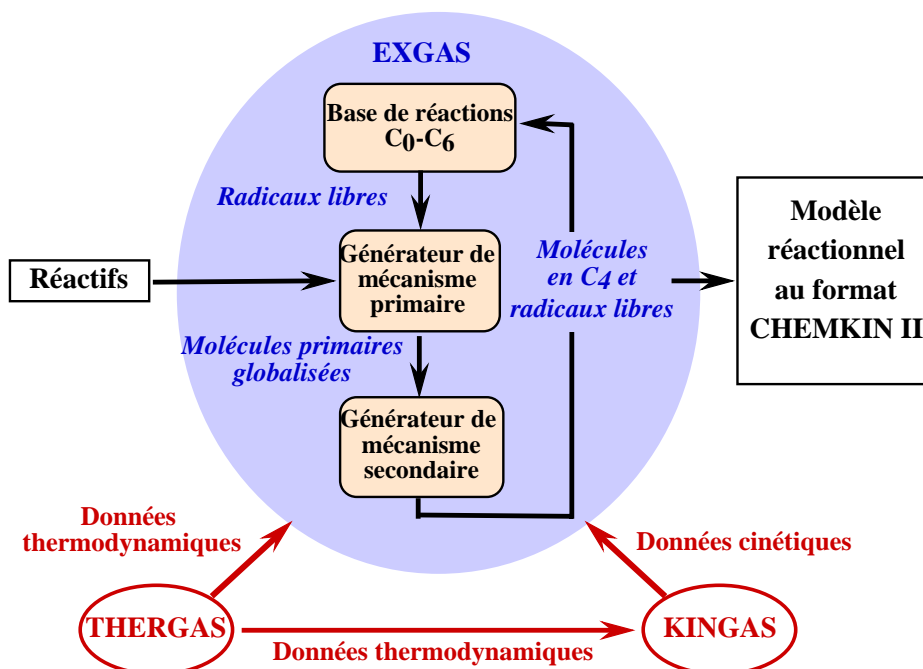 EXGAS
Base de réactions
C0-C6
Radicaux libres
Générateur de
mécanisme
primaire
Réactifs
Molécules
en C4 et
radicaux libres
Modèle
réactionnel
au format
CHEMKIN II
Molécules primaires
globalisées
Générateur de
mécanisme
secondaire
Données
thermodynamiques
Données cinétiques
THERGAS
KINGAS
Données thermodynamiques